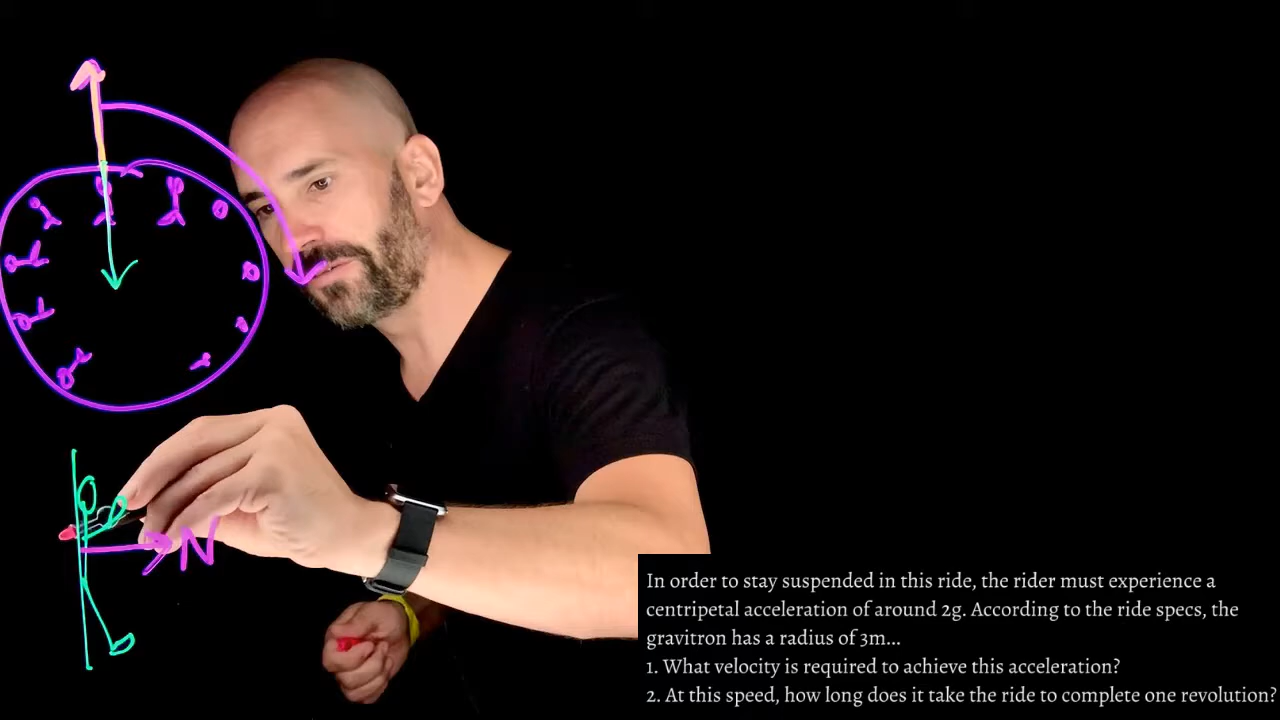 N
In order to stay suspended in this ride, the rider must experience a
centripetal acceleration of around 2g. According to the ride specs, the
gravitron has a radius of 3m...
1. What velocity is required to achieve this acceleration?
2. At this speed, how long does it take the ride to complete one revolution?